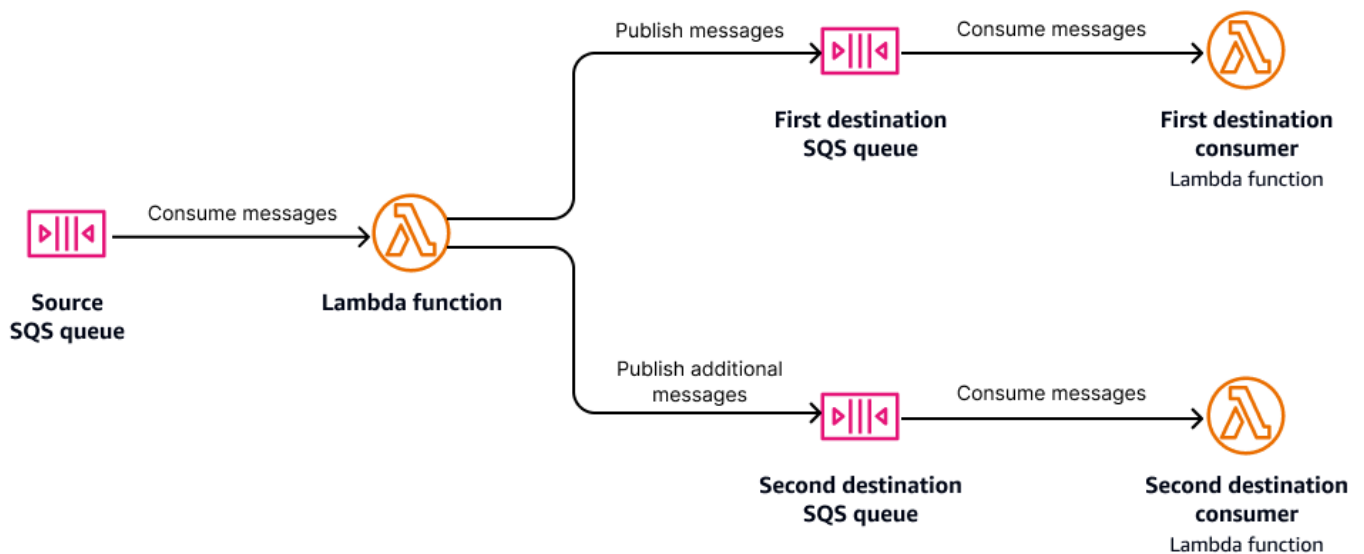 Publish messages
Consume messages
First destination
SQS queue
First destination
consumer
Lambda function
Consume messages
Source
SQS queue
Lambda function
Publish additional
messages
Consume messages
Second destination
SQS queue
Second destination
consumer
Lambda function